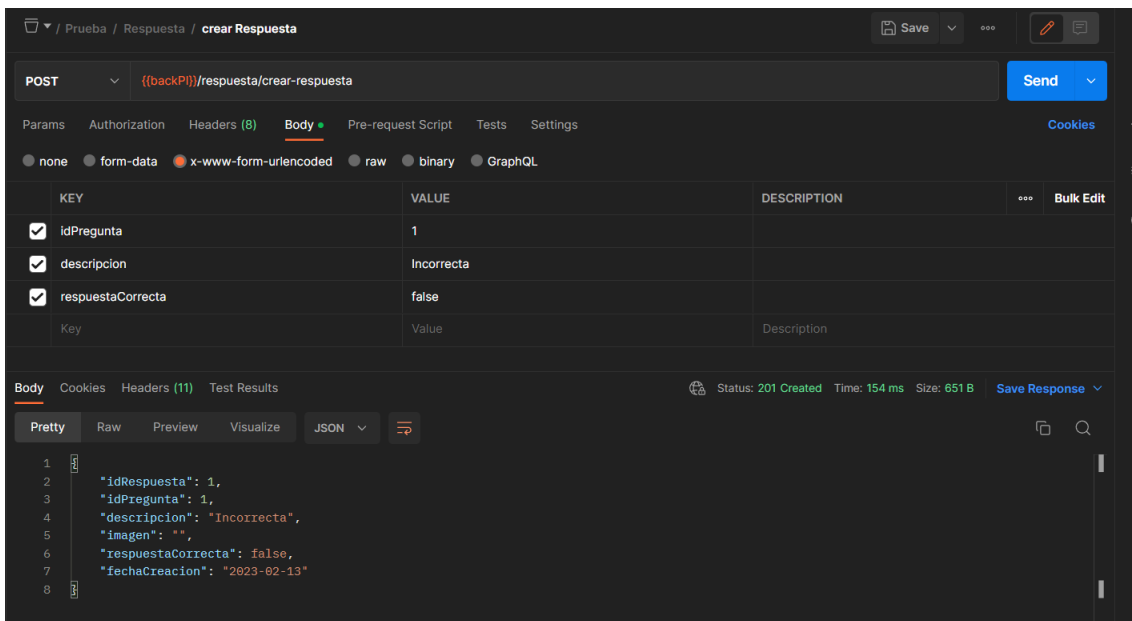 / Prueba / Respuesta / crear Respuesta Save
POST {{backPI}}/respuesta/crear-respuesta Send
Params Authorization Headers (8) Body Pre-request Script Tests Settings Cookies
none form-data x-www-form-urlencoded raw binary GraphQL
KEY VALUE DESCRIPTION Bulk Edit
idPregunta 1
descripcion Incorrecta
respuestaCorrecta false
Key Value Description
Body Cookies Headers (11) Test Results Status: 201 Created Time: 154 ms Size: 651 B Save Response
Pretty Raw Preview Visualize JSON
1 {
2 "idRespuesta": 1,
3 "idPregunta": 1,
4 "descripcion": "Incorrecta",
5 "imagen": "",
6 "respuestaCorrecta": false,
7 "fechaCreacion": "2023-02-13"
8 }